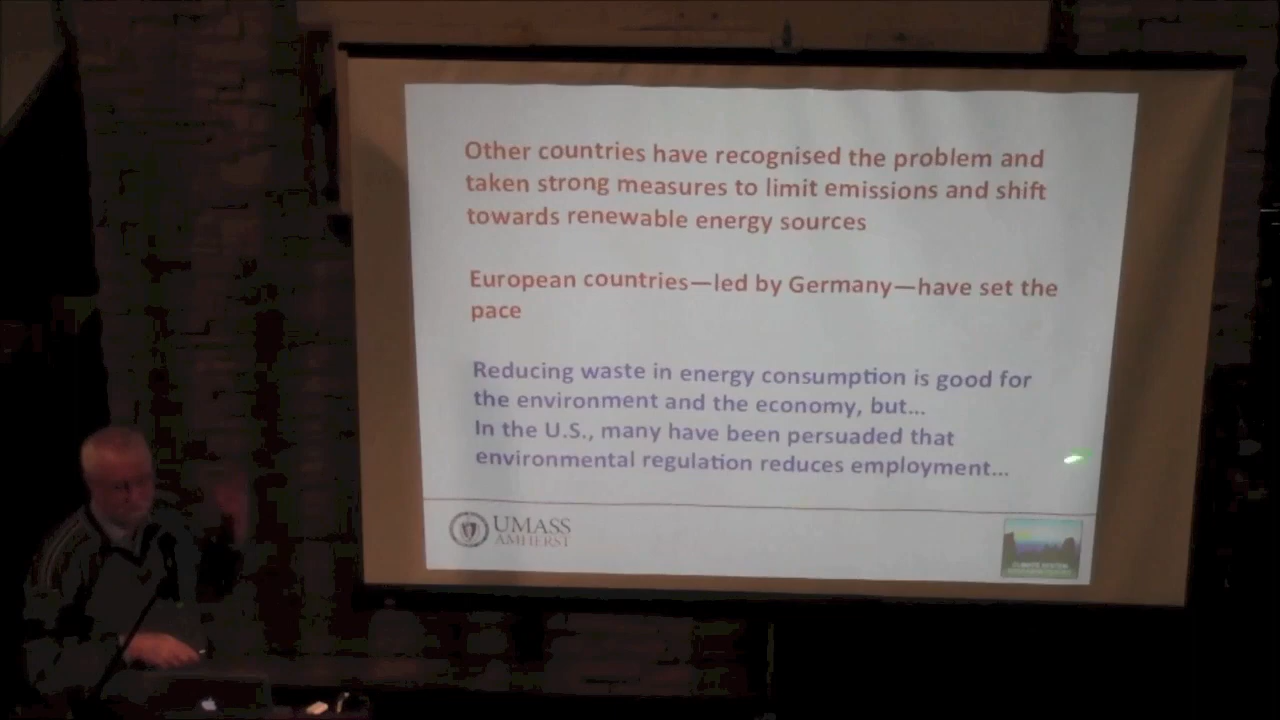 Other countries have recognised the problem and
taken strong measures to limit emissions and shift
towards renewable energy sources
European countries—led by Germany—have set the
pace
Reducing waste in energy consumption is good for
the environment and the economy, but...
In the U.S., many have been persuaded that
environmental regulation reduces employment...
UMASS
AMHERST
CLIMATE SYSTEM